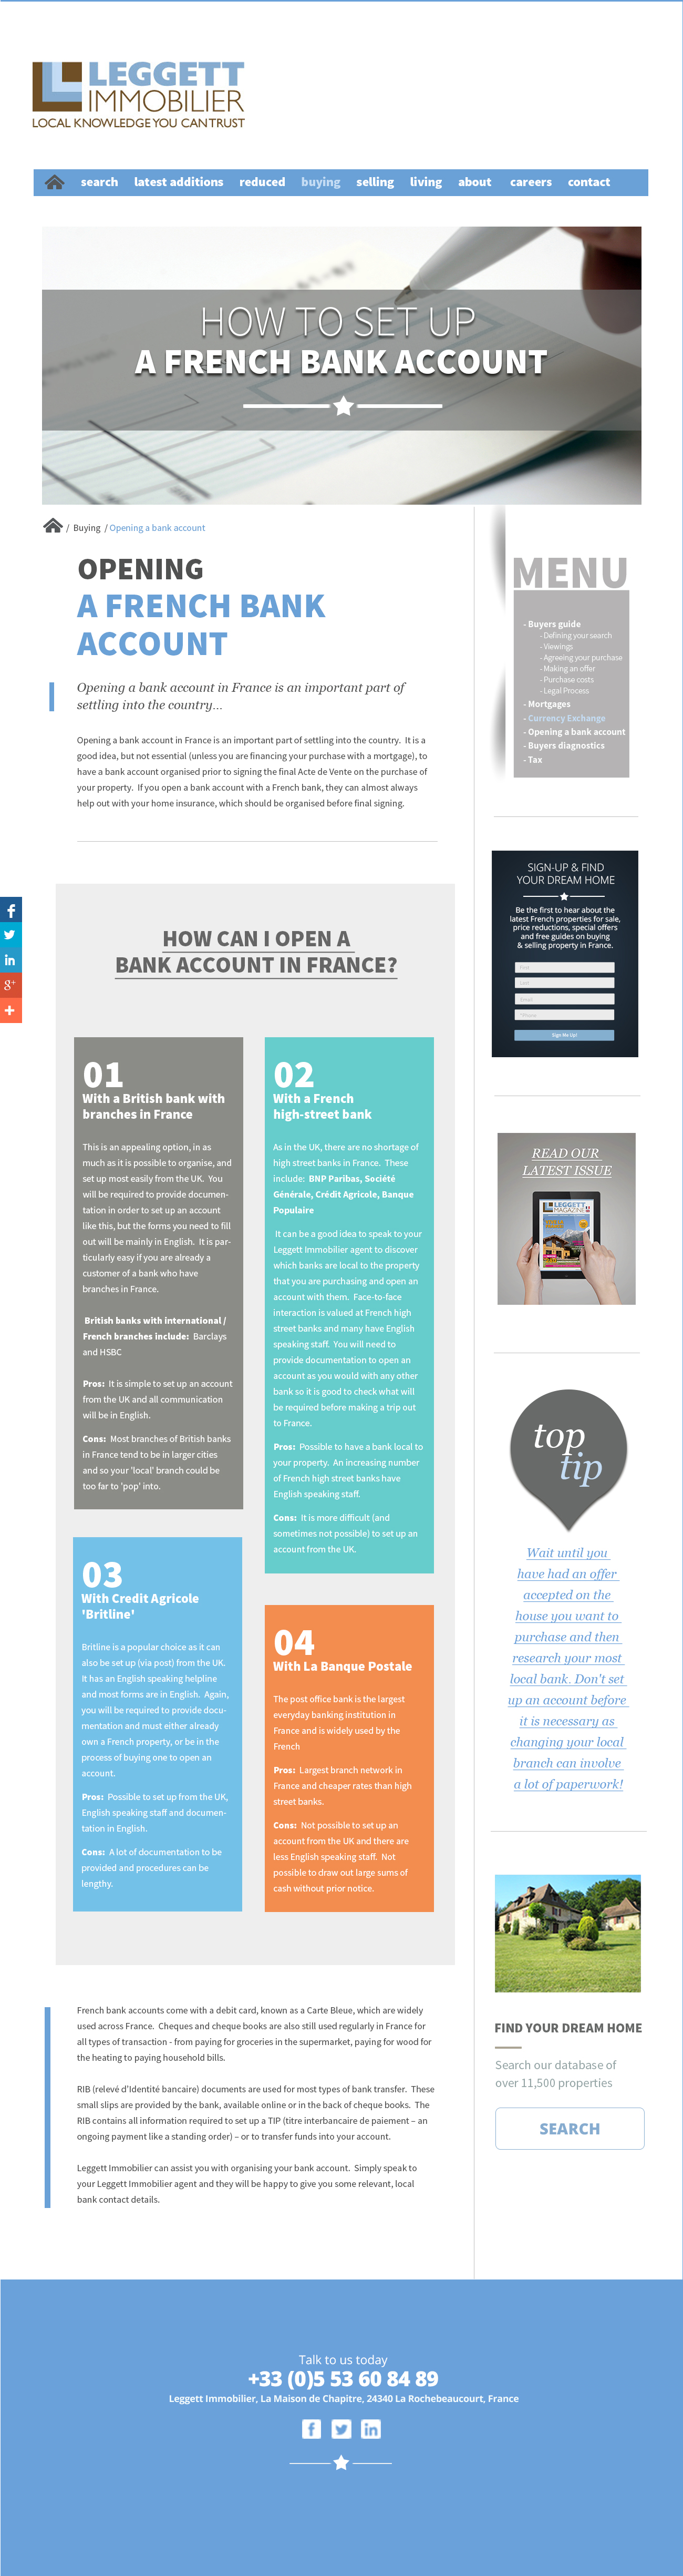 LEGGETT
IMMOBILIER
LOCAL KNOWLEDGE YOU CAN TRUST
search latest additions reduced buying selling living about careers contact
HOW TO SET UP
A FRENCH BANK ACCOUNT
/ Buying / Opening a bank account
OPENING
A FRENCH BANK
ACCOUNT
Opening a bank account in France is an important part of
settling into the country...
Opening a bank account in France is an important part of settling into the country. It is a
good idea, but not essential (unless you are financing your purchase with a mortgage), to
have a bank account organised prior to signing the final Acte de Vente on the purchase of
your property. If you open a bank account with a French bank, they can almost always
help out with your home insurance, which should be organised before final signing.
HOW CAN I OPEN A
BANK ACCOUNT IN FRANCE?
01
With a British bank with
branches in France
This is an appealing option, in as
much as it is possible to organise, and
set up most easily from the UK. You
will be required to provide documen-
tation in order to set up an account
like this, but the forms you need to fill
out will be mainly in English. It is par-
ticularly easy if you are already a
customer of a bank who have
branches in France.
British banks with international /
French branches include: Barclays
and HSBC
Pros: It is simple to set up an account
from the UK and all communication
will be in English.
Cons: Most branches of British banks
in France tend to be in larger cities
and so your 'local' branch could be
too far to 'pop' into.
02
With a French
high-street bank
As in the UK, there are no shortage of
high street banks in France. These
include: BNP Paribas, Société
Générale, Crédit Agricole, Banque
Populaire
It can be a good idea to speak to your
Leggett Immobilier agent to discover
which banks are local to the property
that you are purchasing and open an
account with them. Face-to-face
interaction is valued at French high
street banks and many have English
speaking staff. You will need to
provide documentation to open an
account as you would with any other
bank so it is good to check what will
be required before making a trip out
to France.
Pros: Possible to have a bank local to
your property. An increasing number
of French high street banks have
English speaking staff.
Cons: It is more difficult (and
sometimes not possible) to set up an
account from the UK.
03
With Credit Agricole
'Britline'
Britline is a popular choice as it can
also be set up (via post) from the UK.
It has an English speaking helpline
and most forms are in English. Again,
you will be required to provide docu-
mentation and must either already
own a French property, or be in the
process of buying one to open an
account.
Pros: Possible to set up from the UK,
English speaking staff and documen-
tation in English.
Cons: A lot of documentation to be
provided and procedures can be
lengthy.
04
With La Banque Postale
The post office bank is the largest
everyday banking institution in
France and is widely used by the
French
Pros: Largest branch network in
France and cheaper rates than high
street banks.
Cons: Not possible to set up an
account from the UK and there are
less English speaking staff. Not
possible to draw out large sums of
cash without prior notice.
French bank accounts come with a debit card, known as a Carte Bleue, which are widely
used across France. Cheques and cheque books are also still used regularly in France for
all types of transaction - from paying for groceries in the supermarket, paying for wood for
the heating to paying household bills.
RIB (relevé d'Identité bancaire) documents are used for most types of bank transfer. These
small slips are provided by the bank, available online or in the back of cheque books. The
RIB contains all information required to set up a TIP (titre interbancaire de paiement – an
ongoing payment like a standing order) – or to transfer funds into your account.
Leggett Immobilier can assist you with organising your bank account. Simply speak to
your Leggett Immobilier agent and they will be happy to give you some relevant, local
bank contact details.
MENU
- Buyers guide
- Defining your search
- Viewings
- Agreeing your purchase
- Making an offer
- Purchase costs
- Legal Process
- Mortgages
- Currency Exchange
- Opening a bank account
- Buyers diagnostics
- Tax
SIGN-UP & FIND
YOUR DREAM HOME
Be the first to hear about the
latest French properties for sale,
price reductions, special offers
and free guides on buying
& selling property in France.
First
Last
Email
*Phone
Sign Me Up!
READ OUR
LATEST ISSUE
LEGGETT
MAGAZINE
top
tip
Wait until you
have had an offer
accepted on the
house you want to
purchase and then
research your most
local bank. Don't set
up an account before
it is necessary as
changing your local
branch can involve
a lot of paperwork!
FIND YOUR DREAM HOME
Search our database of
over 11,500 properties
SEARCH
Talk to us today
+33 (0)5 53 60 84 89
Leggett Immobilier, La Maison de Chapitre, 24340 La Rochebeaucourt, France